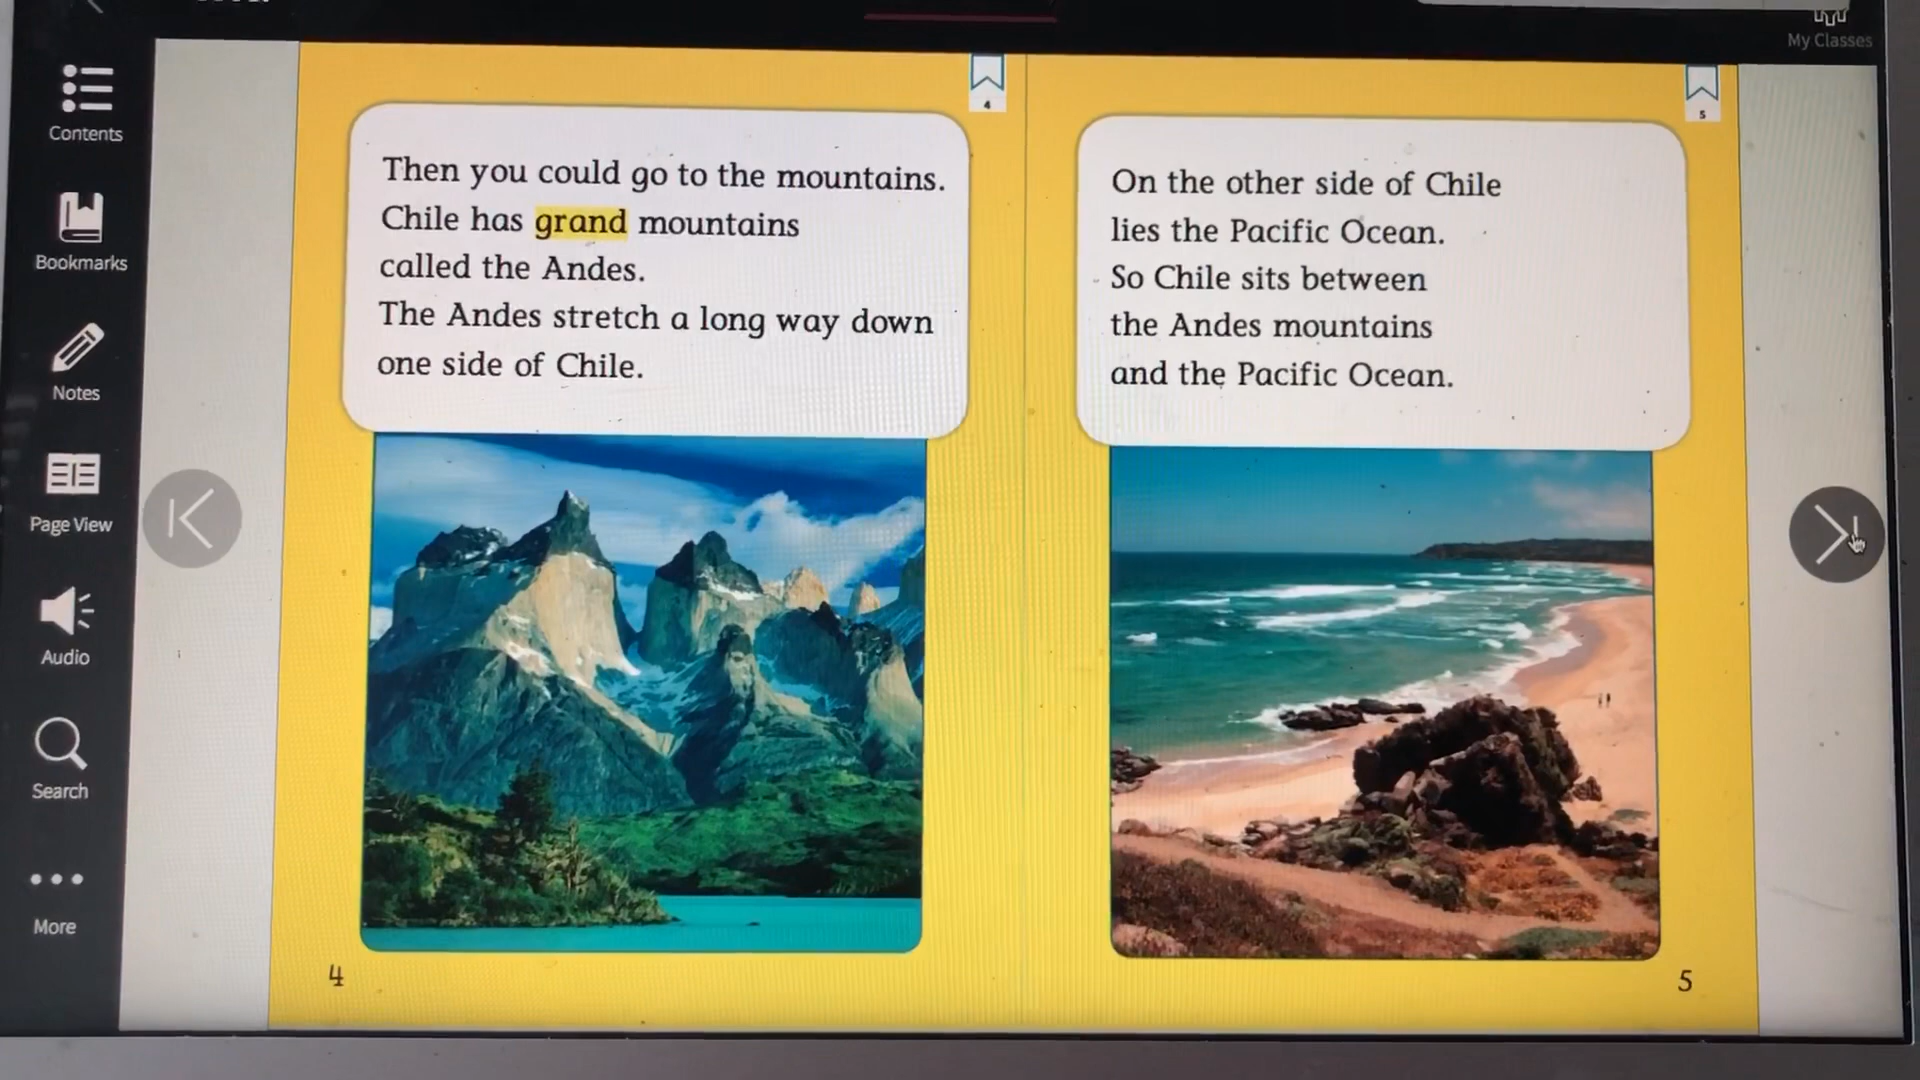 My Classes
Contents
Bookmarks
Notes
Page View
Audio
Search
More
4
Then you could go to the mountains.
Chile has grand mountains
called the Andes.
The Andes stretch a long way down
one side of Chile.
4
5
On the other side of Chile
lies the Pacific Ocean.
So Chile sits between
the Andes mountains
and the Pacific Ocean.
5